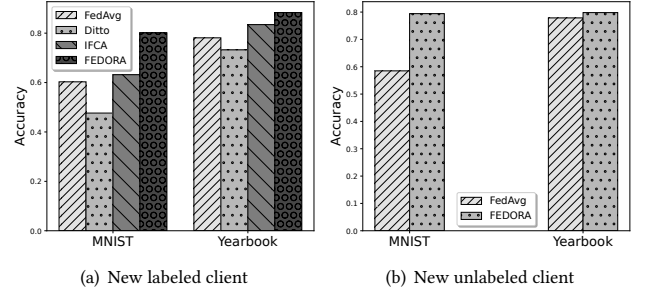 FedAvg
Ditto
IFCA
FEDORA
Accuracy
0.8
0.6
0.4
0.2
0.0
MNIST
Yearbook
(a) New labeled client
Accuracy
0.8
0.7
0.6
0.5
0.4
0.3
0.2
0.1
0.0
FedAvg
FEDORA
MNIST
Yearbook
(b) New unlabeled client